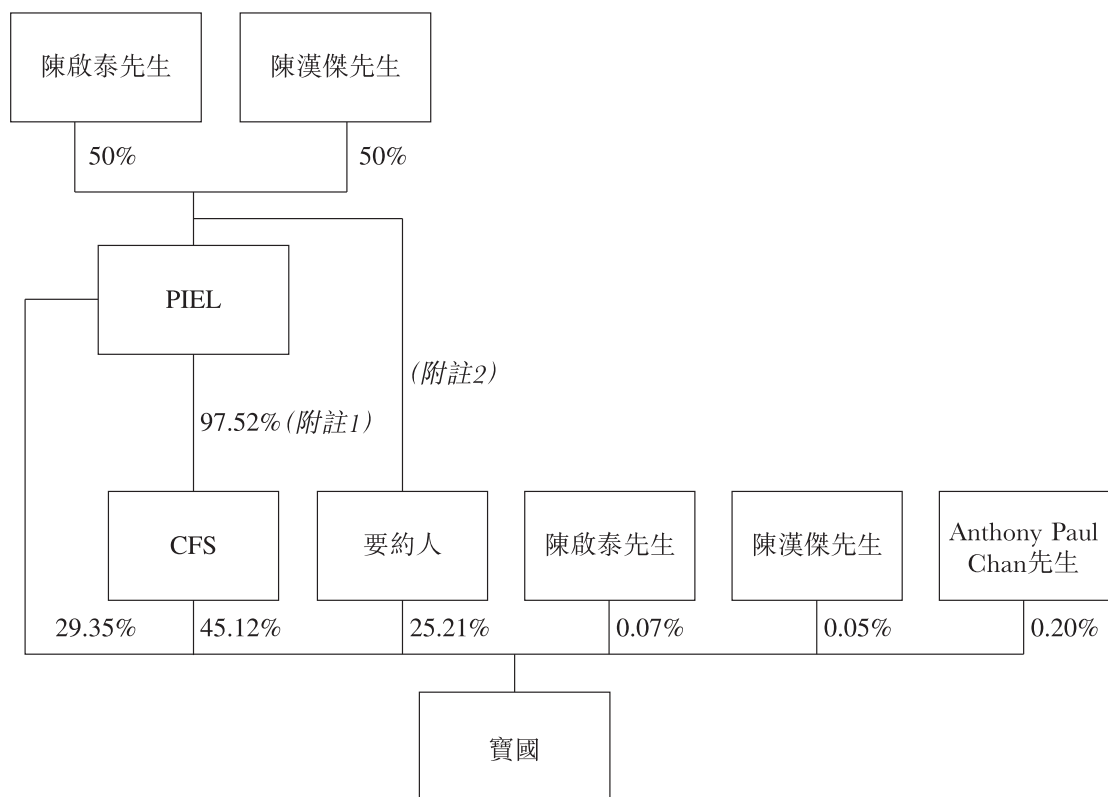 陳啟泰先生
陳漢傑先生
50%
50%
PIEL
(附註2)
97.52%(附註1)
CFS
要約人
陳啟泰先生
陳漢傑先生
Anthony Paul
Chan先生
29.35%
45.12%
25.21%
0.07%
0.05%
0.20%
寶國